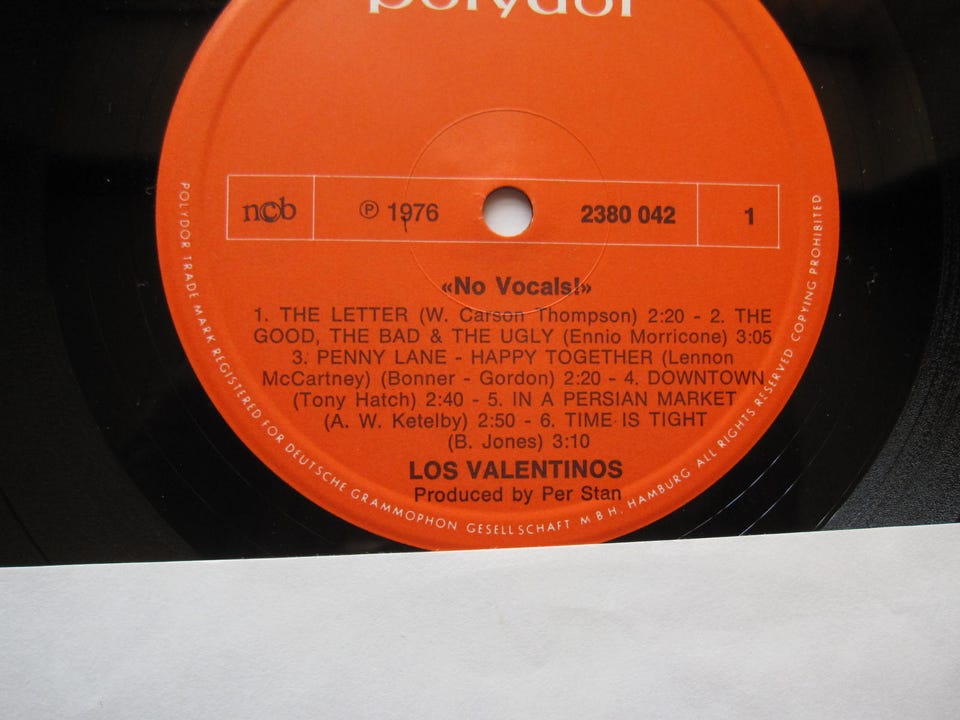 polydor
ncb ℗ 1976 2380 042 1
«No Vocals!»
1. THE LETTER (W. Carson Thompson) 2:20 - 2. THE
GOOD, THE BAD & THE UGLY (Ennio Morricone) 3:05
3. PENNY LANE - HAPPY TOGETHER (Lennon
McCartney) (Bonner - Gordon) 2:20 - 4. DOWNTOWN
(Tony Hatch) 2:40 - 5. IN A PERSIAN MARKET
(A. W. Ketelby) 2:50 - 6. TIME IS TIGHT
(B. Jones) 3:10
LOS VALENTINOS
Produced by Per Stan
POLYDOR TRADE MARK REGISTERED FOR DEUTSCHE GRAMMOPHON GESELLSCHAFT M B H. HAMBURG ALL RIGHTS RESERVED COPYING PROHIBITED